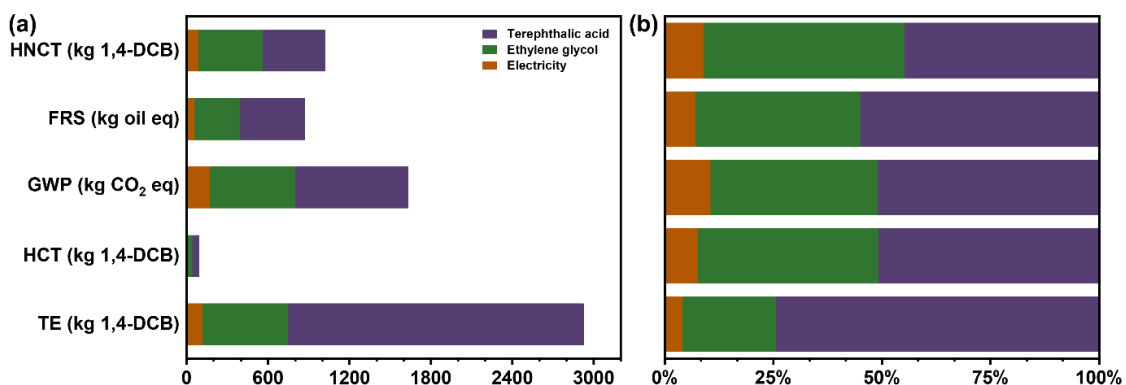 (a)
HNCT (kg 1,4-DCB)
FRS (kg oil eq)
GWP (kg CO₂ eq)
HCT (kg 1,4-DCB)
TE (kg 1,4-DCB)
Terephthalic acid
Ethylene glycol
Electricity
0 600 1200 1800 2400 3000
(b)
0% 25% 50% 75% 100%